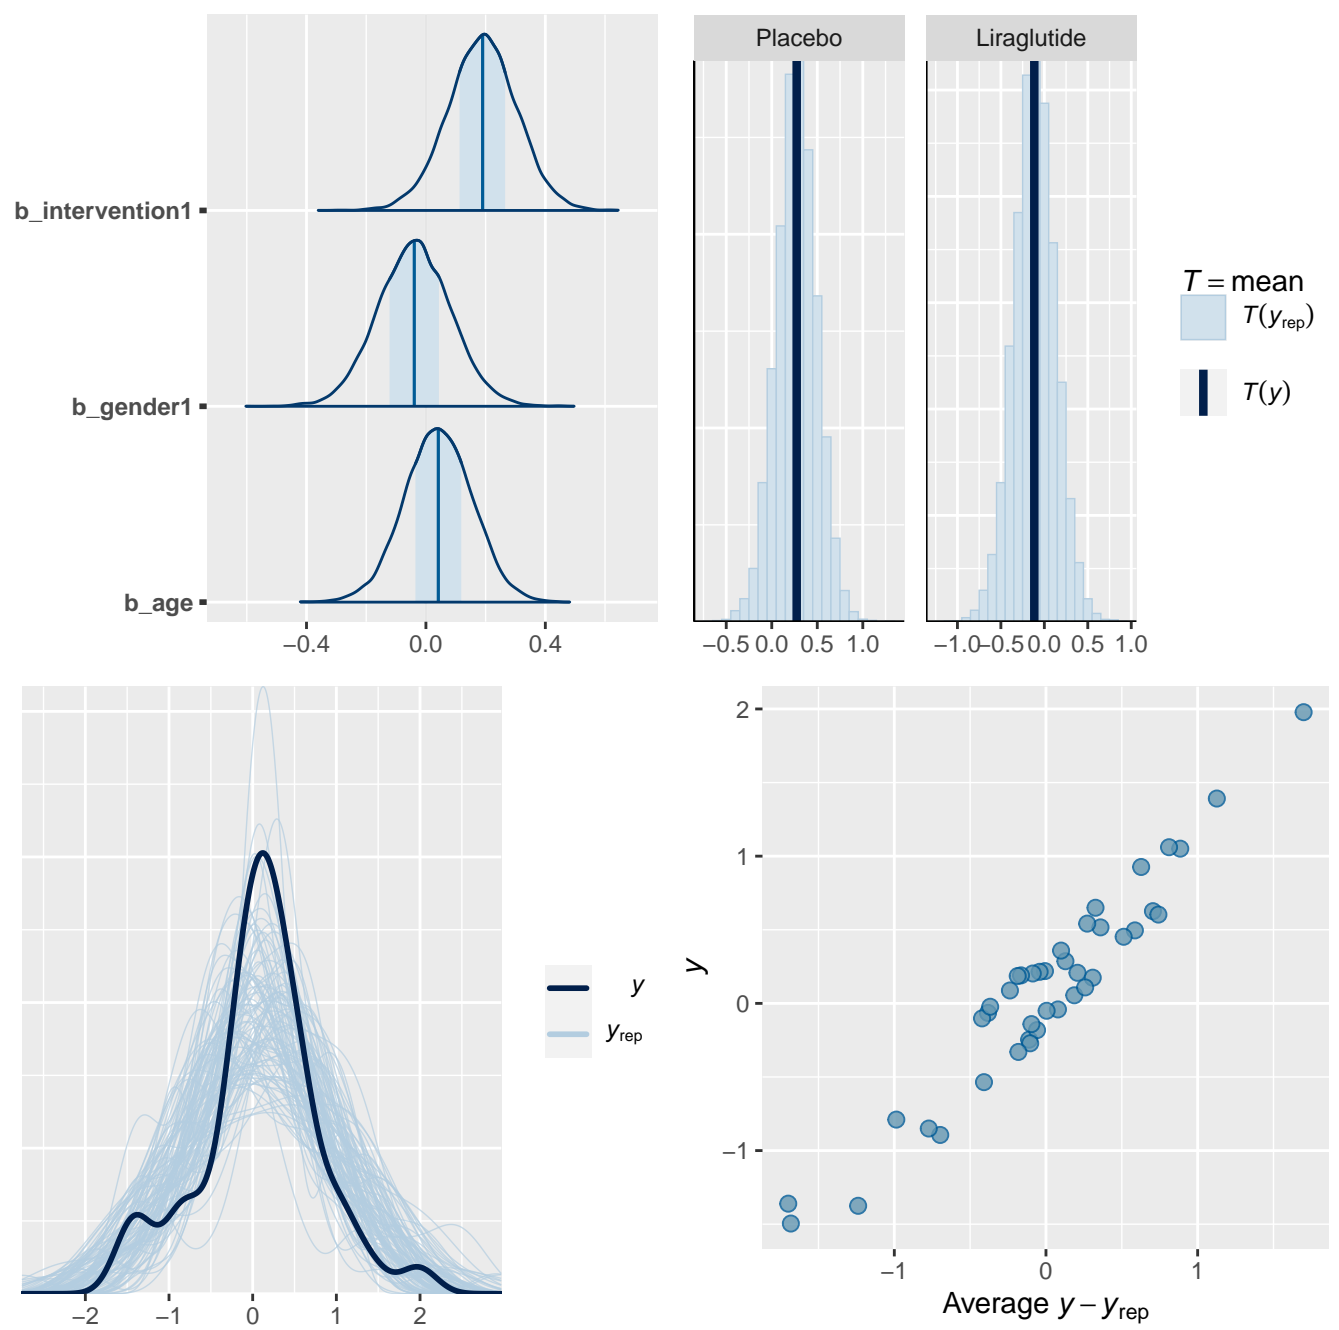 b_intervention1
b_gender1
b_age
−0.4 0.0 0.4
Placebo Liraglutide
−0.5 0.0 0.5 1.0
−1.0 −0.5 0.0 0.5 1.0
T = mean
T(yrep)
T(y)
−2 −1 0 1 2
y
yrep
y
2
1
0
−1
−1 0 1
Average y − yrep